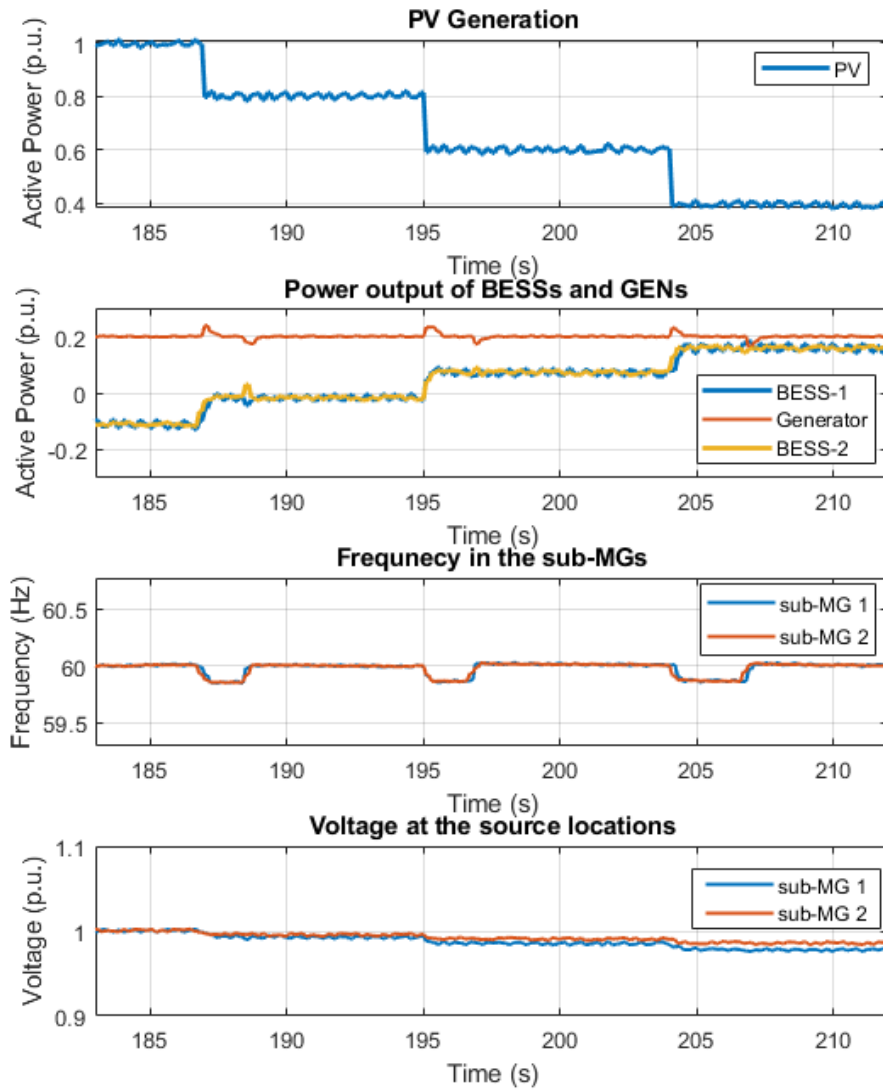 PV Generation
Active Power (p.u.)
1
0.8
0.6
0.4
PV
185 190 195 200 205 210
Time (s)
Power output of BESSs and GENs
Active Power (p.u.)
0.2
0
-0.2
BESS-1
Generator
BESS-2
185 190 195 200 205 210
Time (s)
Frequnecy in the sub-MGs
Frequency (Hz)
60.5
60
59.5
sub-MG 1
sub-MG 2
185 190 195 200 205 210
Time (s)
Voltage at the source locations
Voltage (p.u.)
1.1
1
0.9
sub-MG 1
sub-MG 2
185 190 195 200 205 210
Time (s)